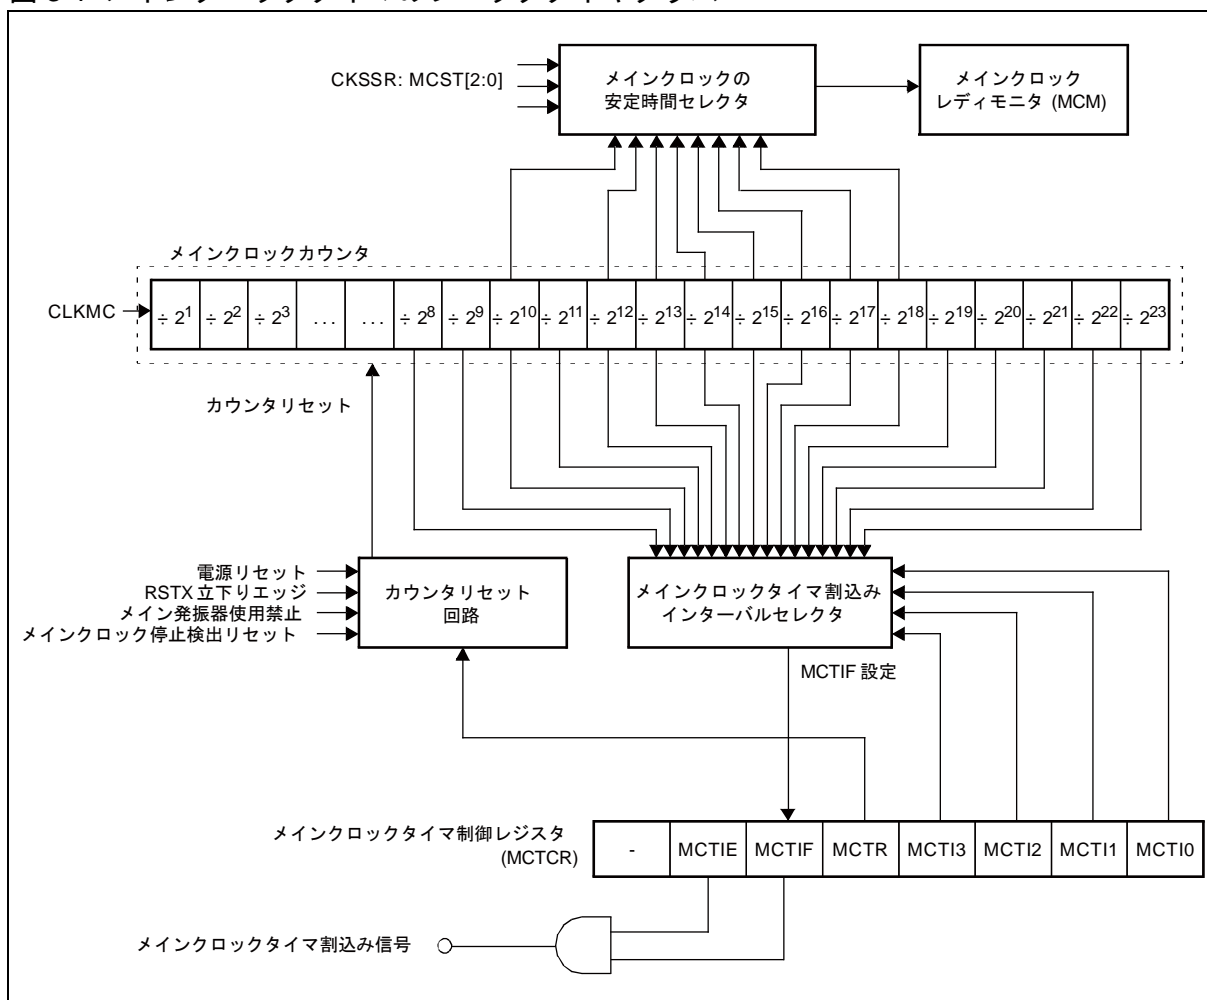 CKSSR: MCST[2:0]
メインクロックの
安定時間セレクタ
メインクロック
レディモニタ (MCM)
メインクロックカウンタ
CLKMC
÷ 2¹ ÷ 2² ÷ 2³ ... ... ÷ 2⁸ ÷ 2⁹ ÷ 2¹⁰ ÷ 2¹¹ ÷ 2¹² ÷ 2¹³ ÷ 2¹⁴ ÷ 2¹⁵ ÷ 2¹⁶ ÷ 2¹⁷ ÷ 2¹⁸ ÷ 2¹⁹ ÷ 2²⁰ ÷ 2²¹ ÷ 2²² ÷ 2²³
カウンタリセット
電源リセット
RSTX 立下りエッジ
メイン発振器使用禁止
メインクロック停止検出リセット
カウンタリセット
回路
メインクロックタイマ割込み
インターバルセレクタ
MCTIF 設定
メインクロックタイマ制御レジスタ
(MCTCR)
- MCTIE MCTIF MCTR MCTI3 MCTI2 MCTI1 MCTI0
メインクロックタイマ割込み信号